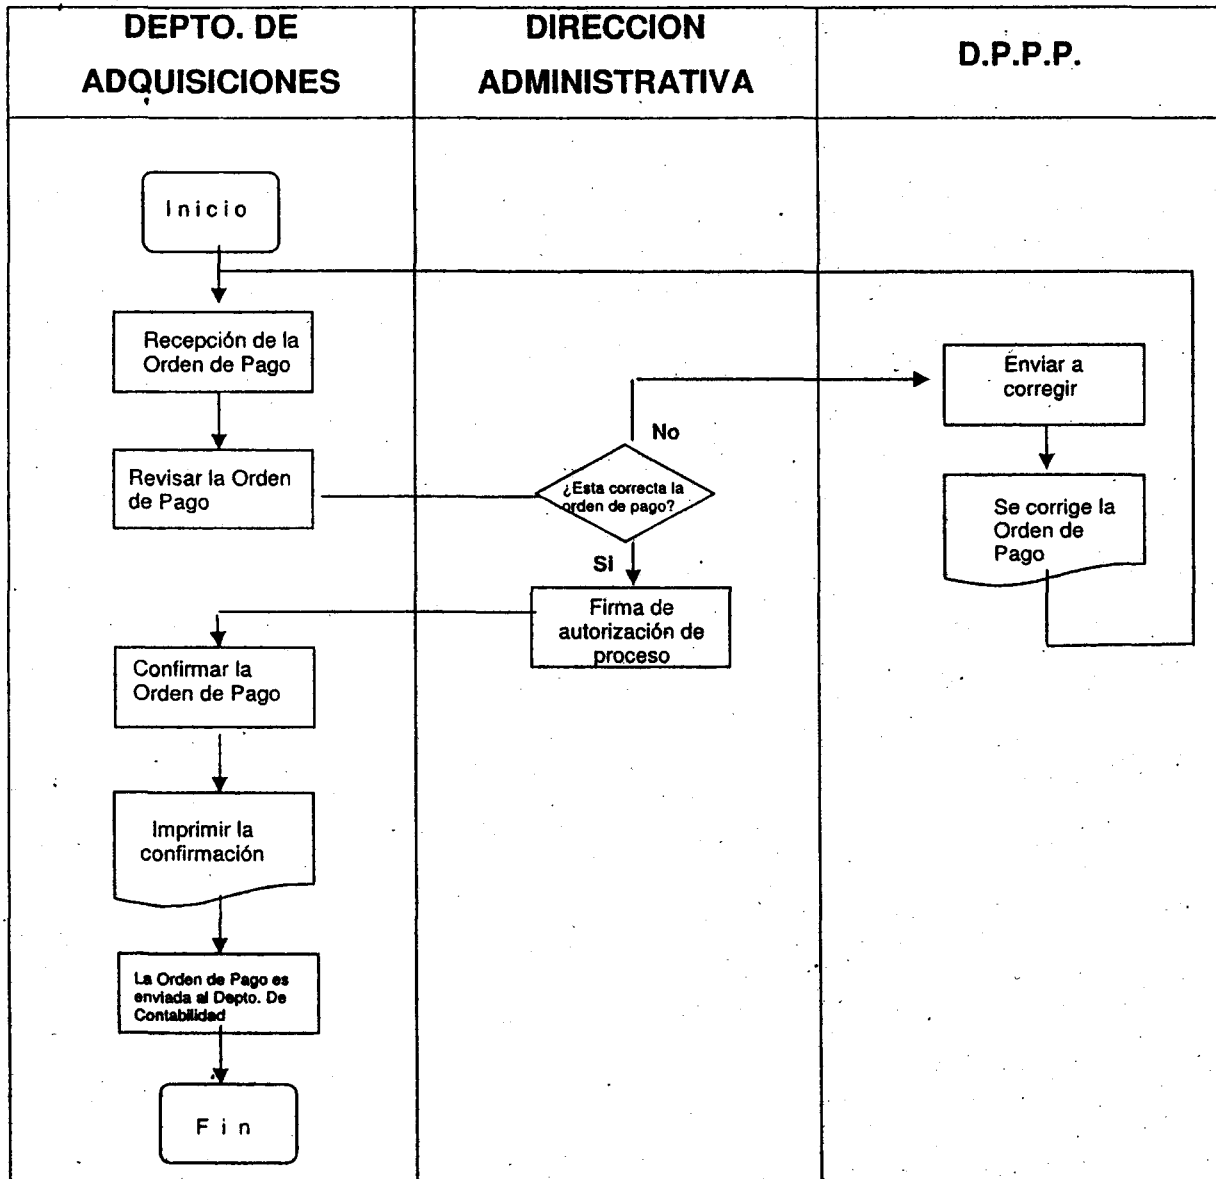 DEPTO. DE
ADQUISICIONES
DIRECCION
ADMINISTRATIVA
D.P.P.P.
Inicio
Recepción de la
Orden de Pago
Revisar la Orden
de Pago
¿Esta correcta la
orden de pago?
No
Si
Enviar a
corregir
Se corrige la
Orden de
Pago
Firma de
autorización de
proceso
Confirmar la
Orden de Pago
Imprimir la
confirmación
La Orden de Pago es
enviada al Depto. De
Contabilidad
Fin